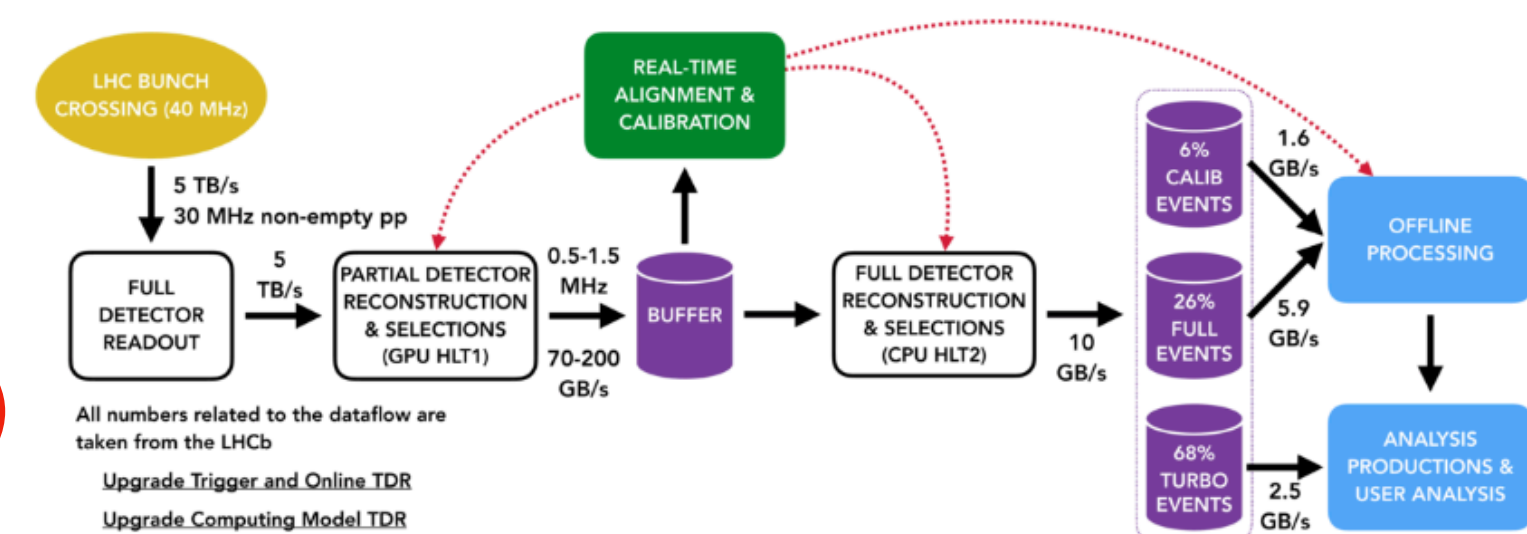 LHC BUNCH
CROSSING (40 MHz)
5 TB/s
30 MHz non-empty pp
FULL
DETECTOR
READOUT
5
TB/s
PARTIAL DETECTOR
RECONSTRUCTION
& SELECTIONS
(GPU HLT1)
0.5-1.5
MHz
70-200
GB/s
REAL-TIME
ALIGNMENT &
CALIBRATION
BUFFER
FULL DETECTOR
RECONSTRUCTION
& SELECTIONS
(CPU HLT2)
10
GB/s
6%
CALIB
EVENTS
1.6
GB/s
26%
FULL
EVENTS
5.9
GB/s
68%
TURBO
EVENTS
2.5
GB/s
OFFLINE
PROCESSING
ANALYSIS
PRODUCTIONS &
USER ANALYSIS
All numbers related to the dataflow are
taken from the LHCb
Upgrade Trigger and Online TDR
Upgrade Computing Model TDR